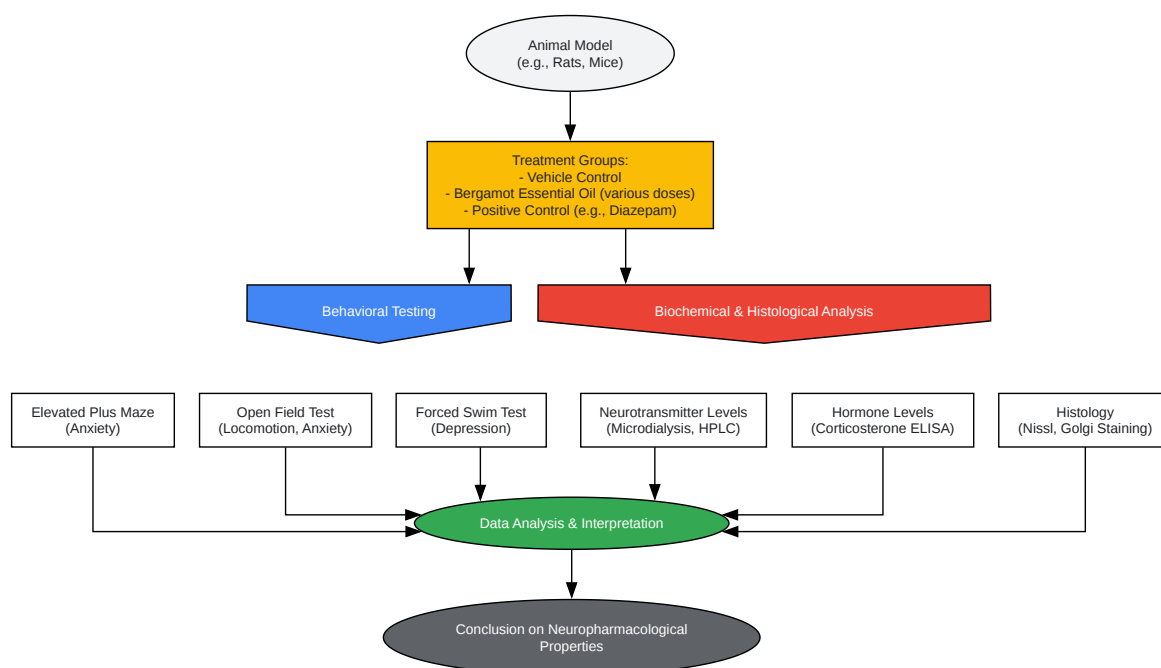 Animal Model
(e.g., Rats, Mice)
Treatment Groups:
- Vehicle Control
- Bergamot Essential Oil (various doses)
- Positive Control (e.g., Diazepam)
Behavioral Testing
Biochemical & Histological Analysis
Elevated Plus Maze
(Anxiety)
Open Field Test
(Locomotion, Anxiety)
Forced Swim Test
(Depression)
Neurotransmitter Levels
(Microdialysis, HPLC)
Hormone Levels
(Corticosterone ELISA)
Histology
(Nissl, Golgi Staining)
Data Analysis & Interpretation
Conclusion on Neuropharmacological
Properties